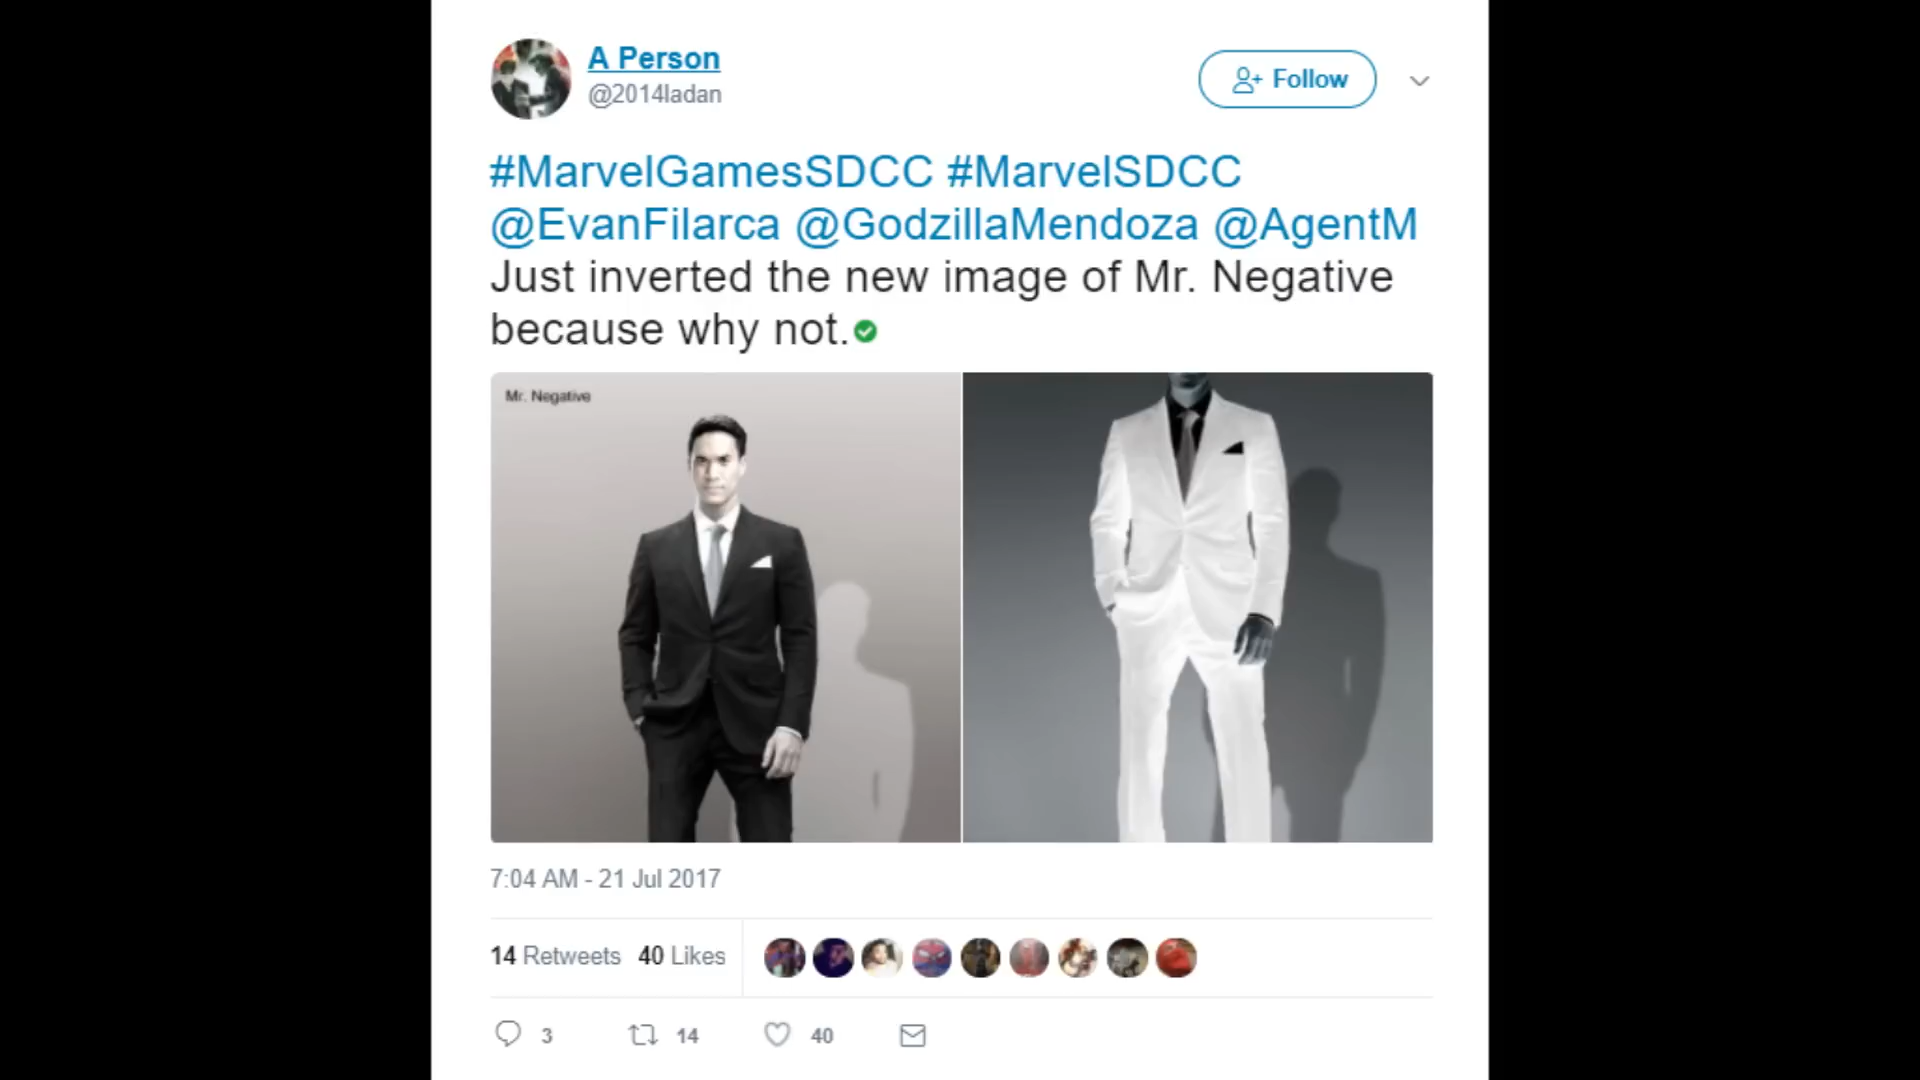 A Person
@2014ladan
Follow
#MarvelGamesSDCC #MarvelSDCC
@EvanFilarca @GodzillaMendoza @AgentM
Just inverted the new image of Mr. Negative
because why not.
Mr. Negative
7:04 AM - 21 Jul 2017
14 Retweets 40 Likes
3 14 40